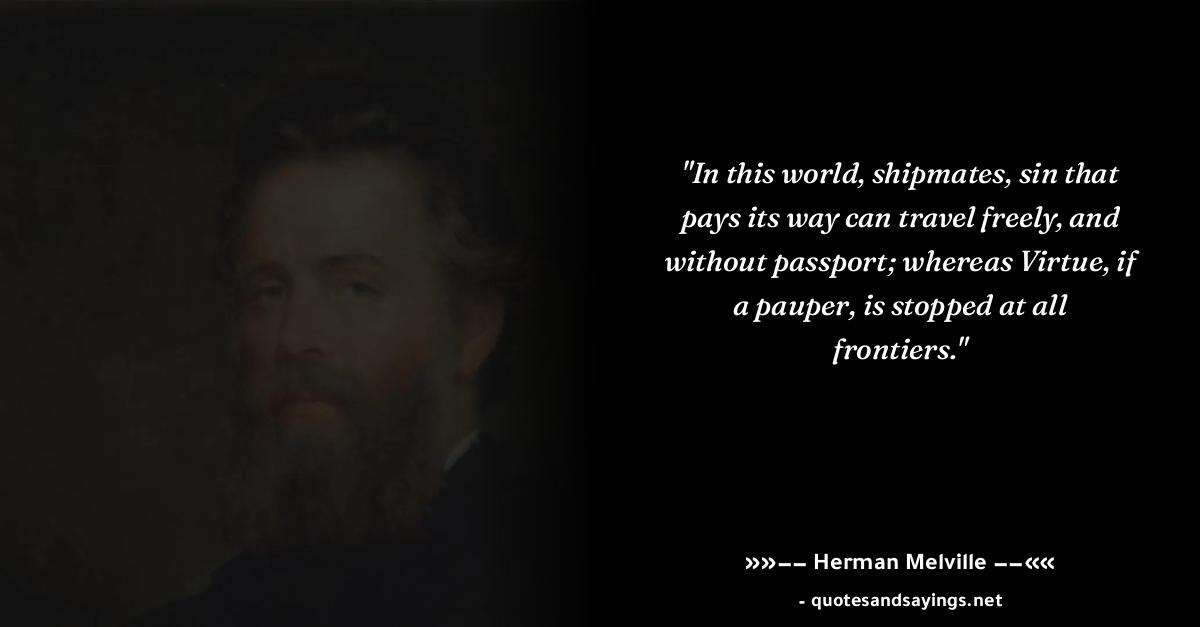 "In this world, shipmates, sin that
pays its way can travel freely, and
without passport; whereas Virtue, if
a pauper, is stopped at all
frontiers."
»»−− Herman Melville −−««
- quotesandsayings.net